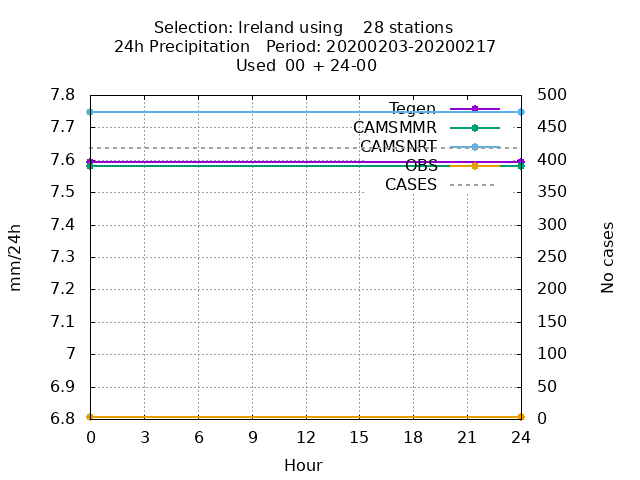 Selection: Ireland using 28 stations
24h Precipitation Period: 20200203-20200217
Used 00 + 24-00
7.8 500
Tegen
7.7 CAMSMMR 450
CAMSNRT
7.6 OBS 400
CASES
7.5 350
7.4 300
7.3 250
7.2 200
7.1 150
7 100
6.9 50
6.8 0
mm/24h
No cases
0 3 6 9 12 15 18 21 24
Hour